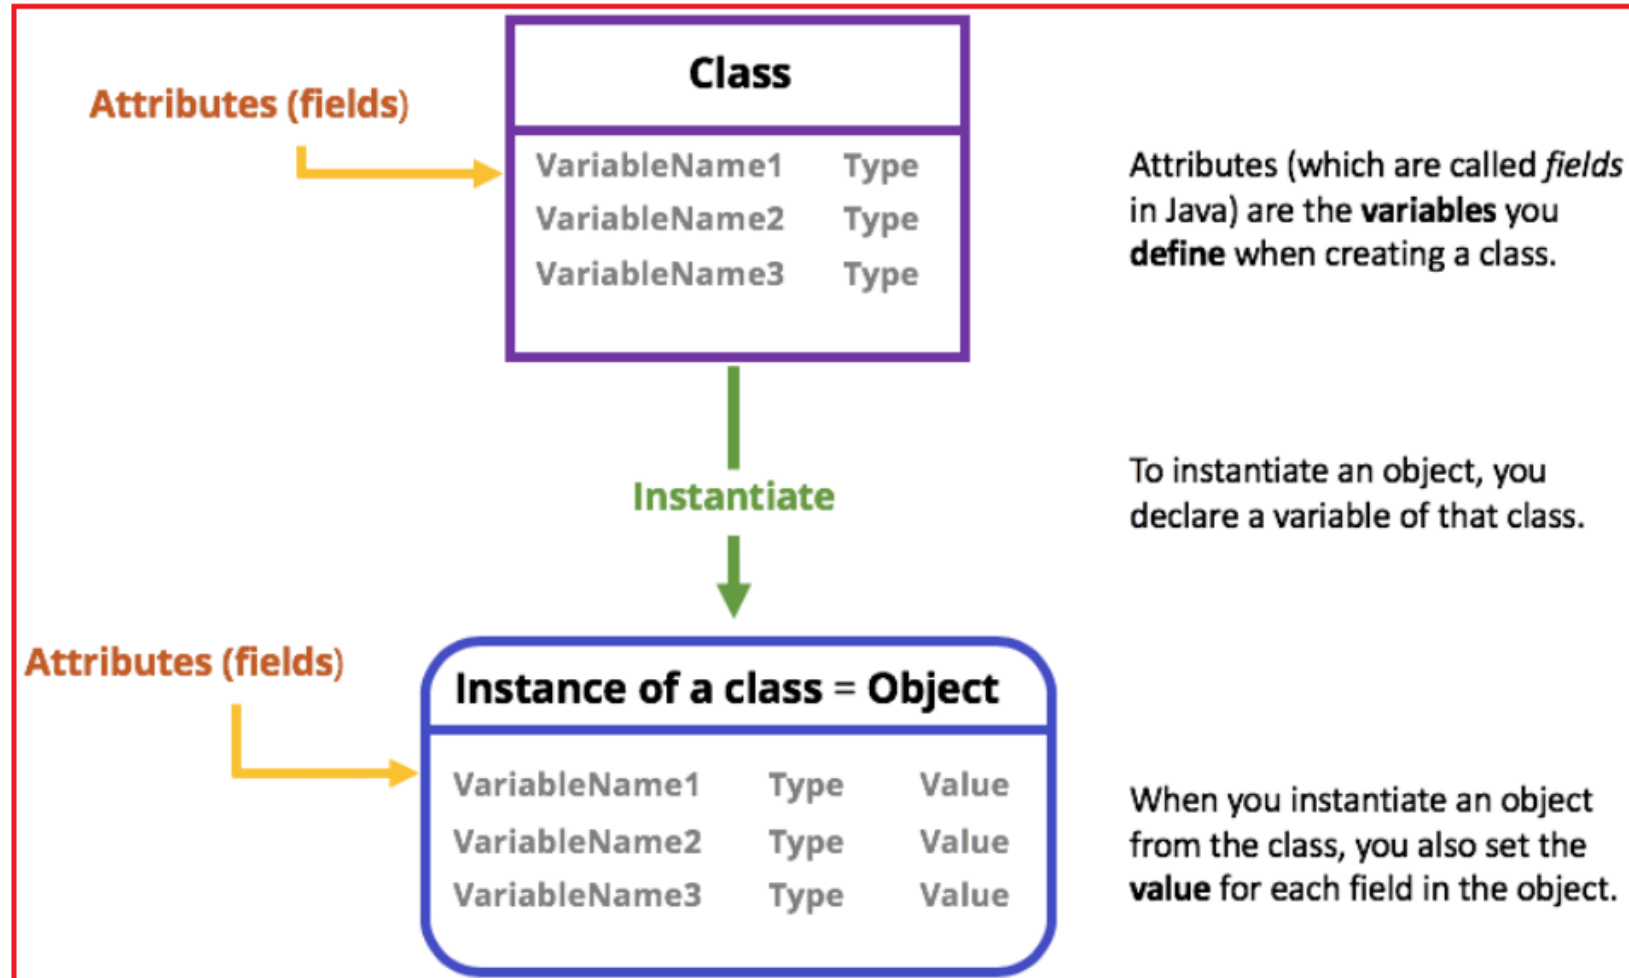 Class
Attributes (fields)
VariableName1 Type
VariableName2 Type
VariableName3 Type
Attributes (which are called fields
in Java) are the variables you
define when creating a class.
Instantiate
To instantiate an object, you
declare a variable of that class.
Attributes (fields)
Instance of a class = Object
VariableName1 Type Value
VariableName2 Type Value
VariableName3 Type Value
When you instantiate an object
from the class, you also set the
value for each field in the object.